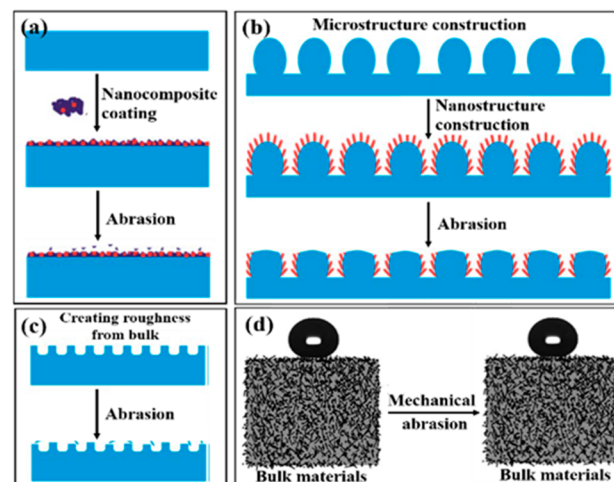 (a)
Nanocomposite
coating
Abrasion
(b)
Microstructure construction
Nanostructure
construction
Abrasion
(c)
Creating roughness
from bulk
Abrasion
(d)
Mechanical
abrasion
Bulk materials
Bulk materials